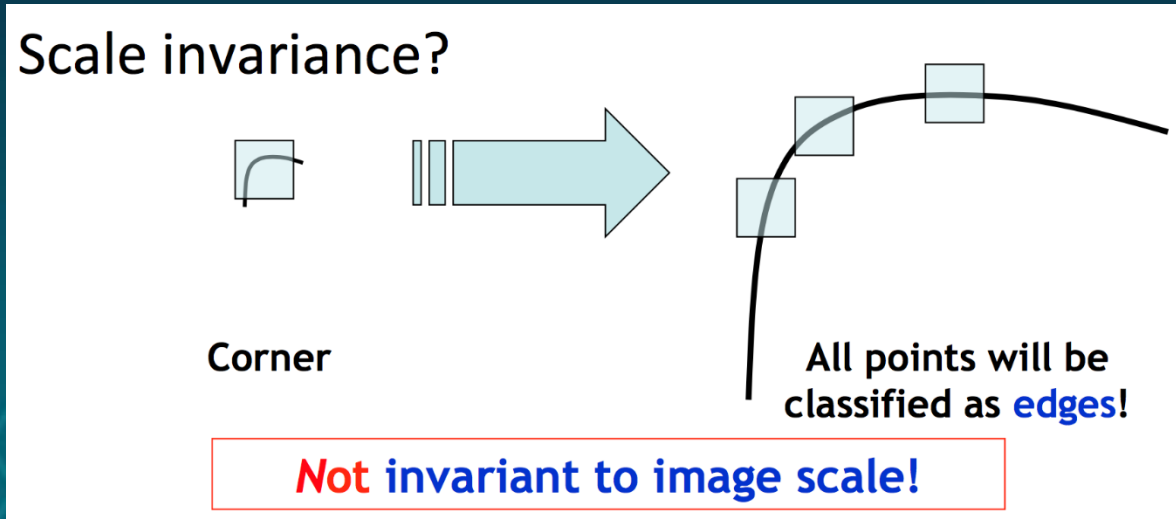 Scale invariance?
Corner
All points will be
classified as edges!
Not invariant to image scale!